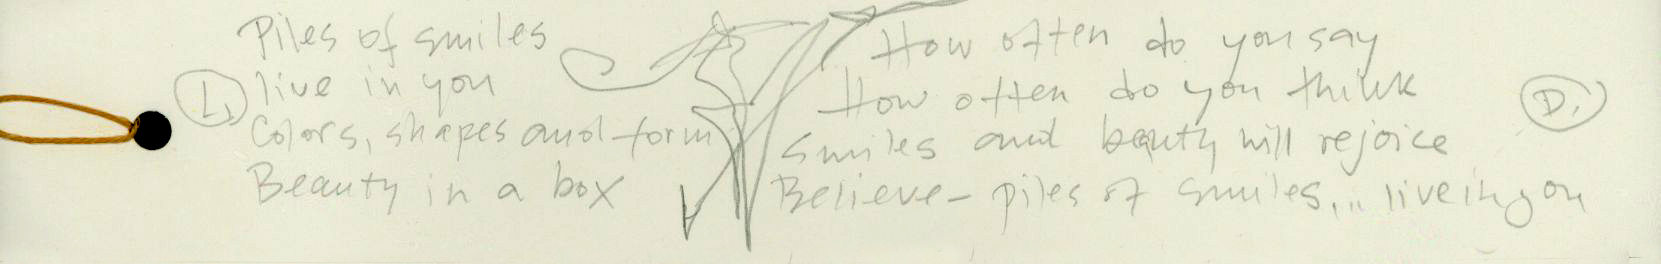 Piles of smiles
L.
live in you
Colors, shapes and form
Beauty in a box
How often do you say
How often do you think
D.
Smiles and beauty will rejoice
Believe - piles of smiles... live in you